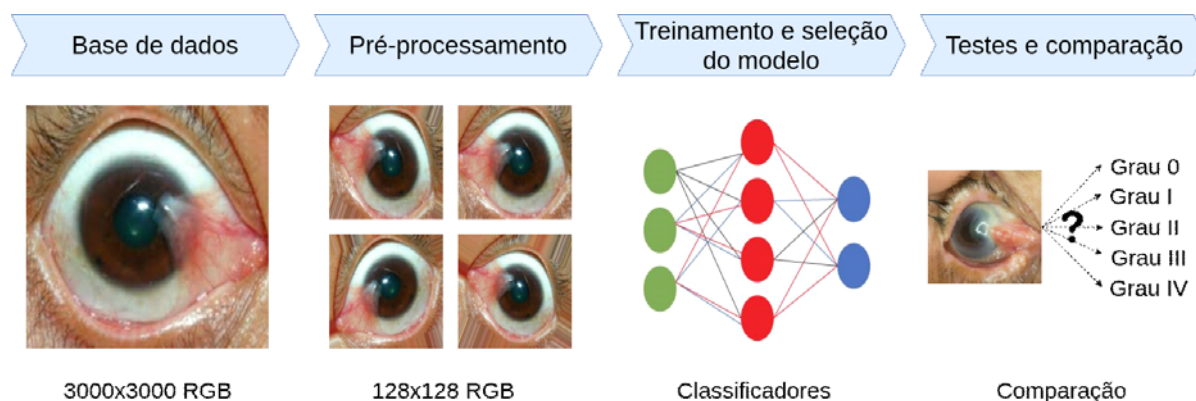 Base de dados
Pré-processamento
Treinamento e seleção
do modelo
Testes e comparação
?
Grau 0
Grau I
Grau II
Grau III
Grau IV
3000x3000 RGB
128x128 RGB
Classificadores
Comparação